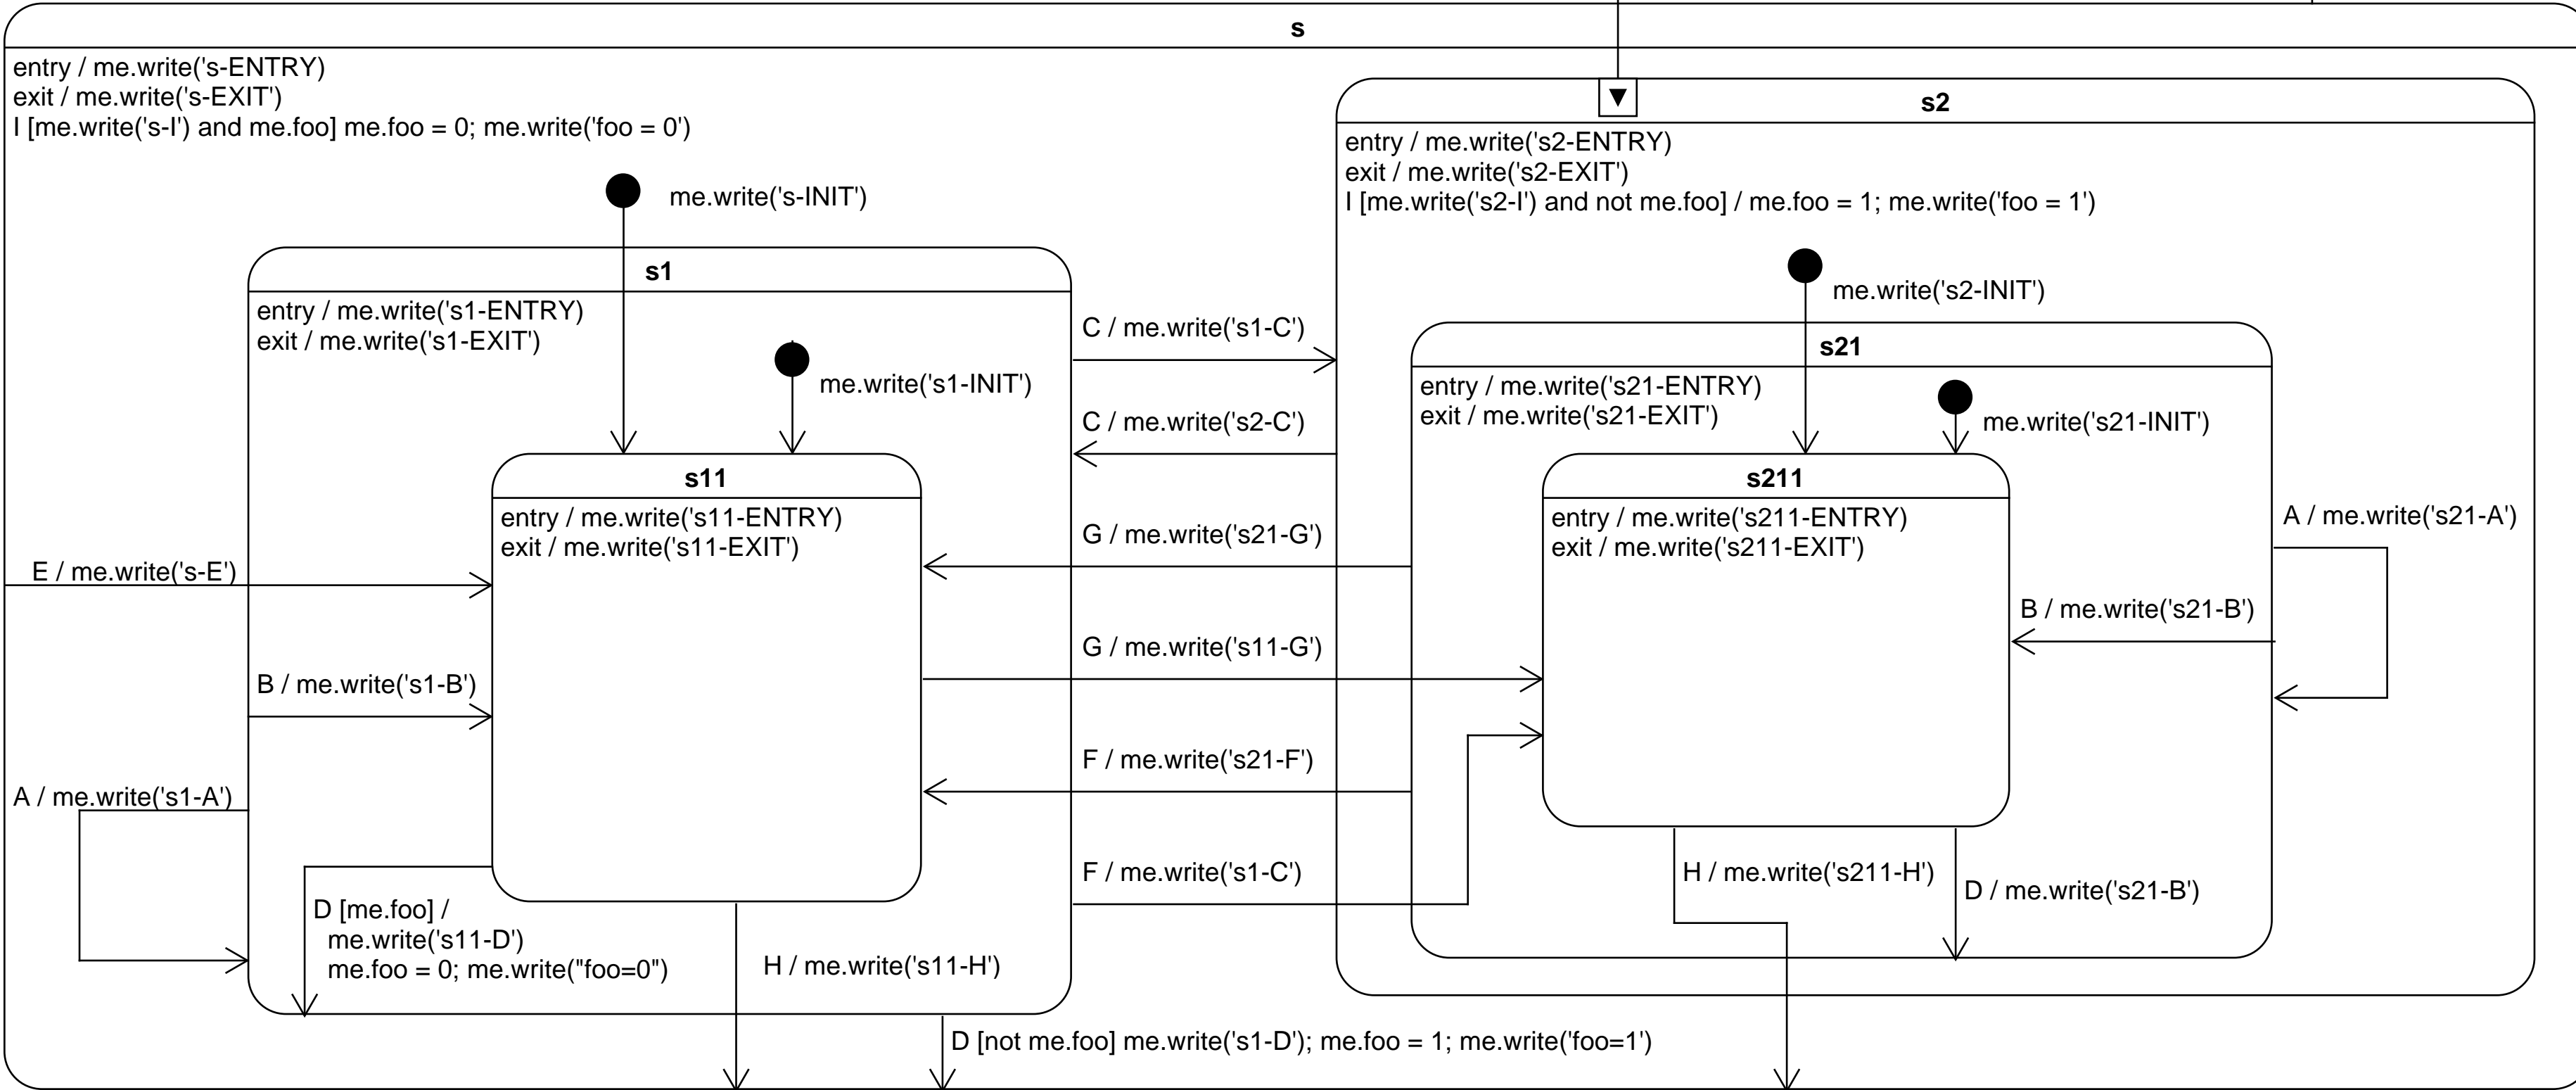 s
entry / me.write('s-ENTRY)
exit / me.write('s-EXIT')
I [me.write('s-I') and me.foo] me.foo = 0; me.write('foo = 0')
me.write('s-INIT')
s1
entry / me.write('s1-ENTRY)
exit / me.write('s1-EXIT')
me.write('s1-INIT')
s11
entry / me.write('s11-ENTRY)
exit / me.write('s11-EXIT')
E / me.write('s-E')
B / me.write('s1-B')
A / me.write('s1-A')
D [me.foo] /
me.write('s11-D')
me.foo = 0; me.write("foo=0")
H / me.write('s11-H')
D [not me.foo] me.write('s1-D'); me.foo = 1; me.write('foo=1')
C / me.write('s1-C')
C / me.write('s2-C')
G / me.write('s21-G')
G / me.write('s11-G')
F / me.write('s21-F')
F / me.write('s1-C')
s2
entry / me.write('s2-ENTRY)
exit / me.write('s2-EXIT')
I [me.write('s2-I') and not me.foo] / me.foo = 1; me.write('foo = 1')
me.write('s2-INIT')
s21
entry / me.write('s21-ENTRY)
exit / me.write('s21-EXIT')
me.write('s21-INIT')
s211
entry / me.write('s211-ENTRY)
exit / me.write('s211-EXIT')
A / me.write('s21-A')
B / me.write('s21-B')
H / me.write('s211-H')
D / me.write('s21-B')